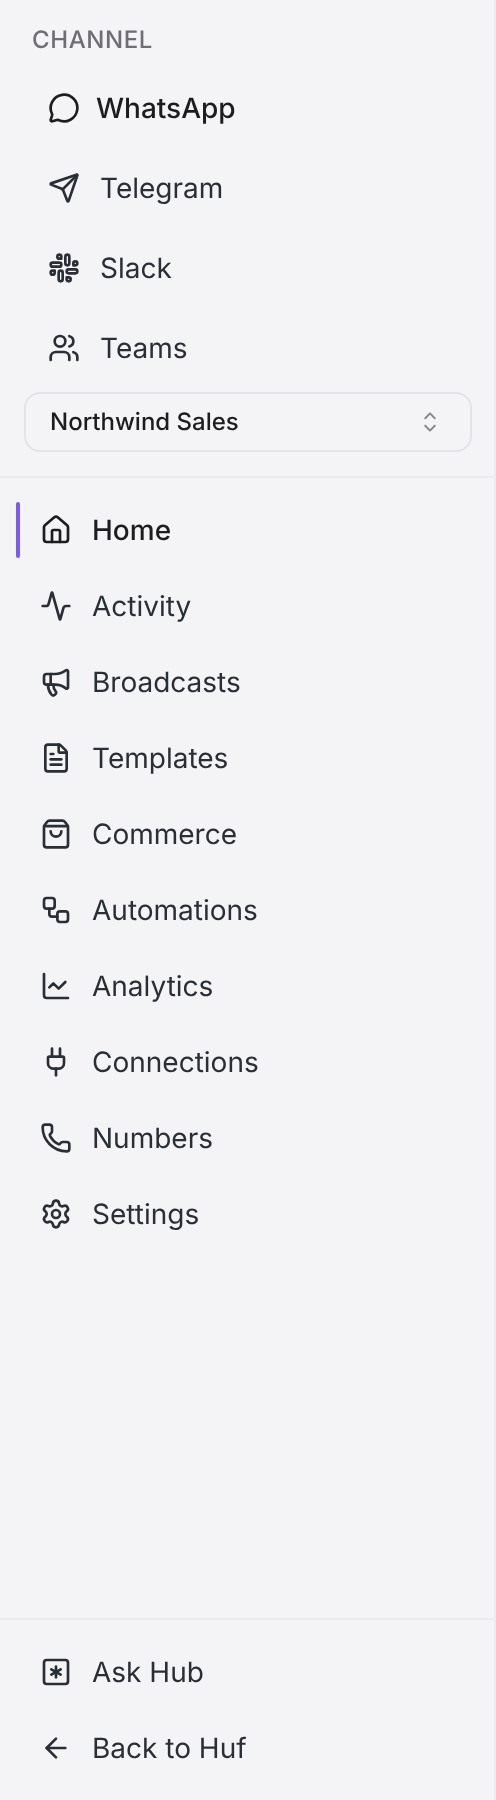 CHANNEL
WhatsApp
Telegram
Slack
Teams
Northwind Sales
Home
Activity
Broadcasts
Templates
Commerce
Automations
Analytics
Connections
Numbers
Settings
Ask Hub
Back to Huf